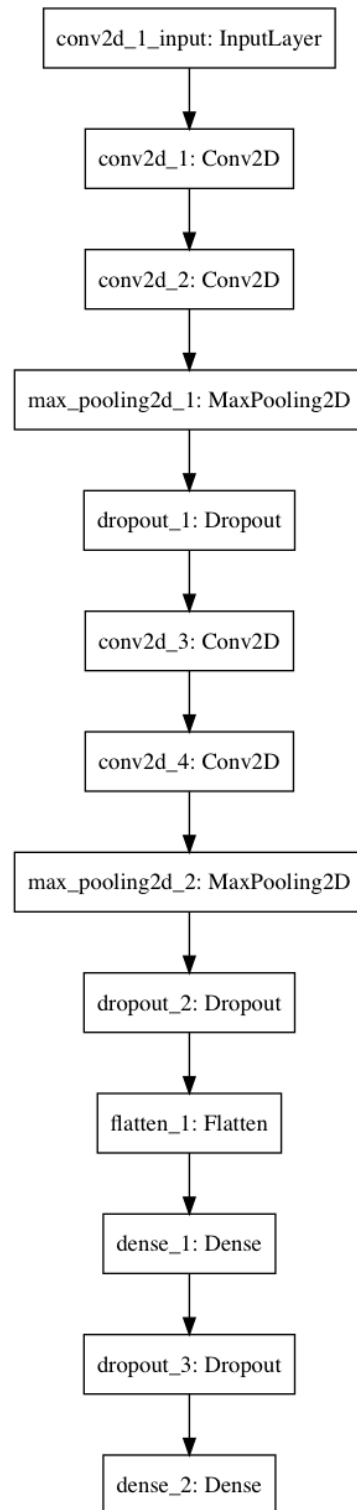 conv2d_1_input: InputLayer
conv2d_1: Conv2D
conv2d_2: Conv2D
max_pooling2d_1: MaxPooling2D
dropout_1: Dropout
conv2d_3: Conv2D
conv2d_4: Conv2D
max_pooling2d_2: MaxPooling2D
dropout_2: Dropout
flatten_1: Flatten
dense_1: Dense
dropout_3: Dropout
dense_2: Dense